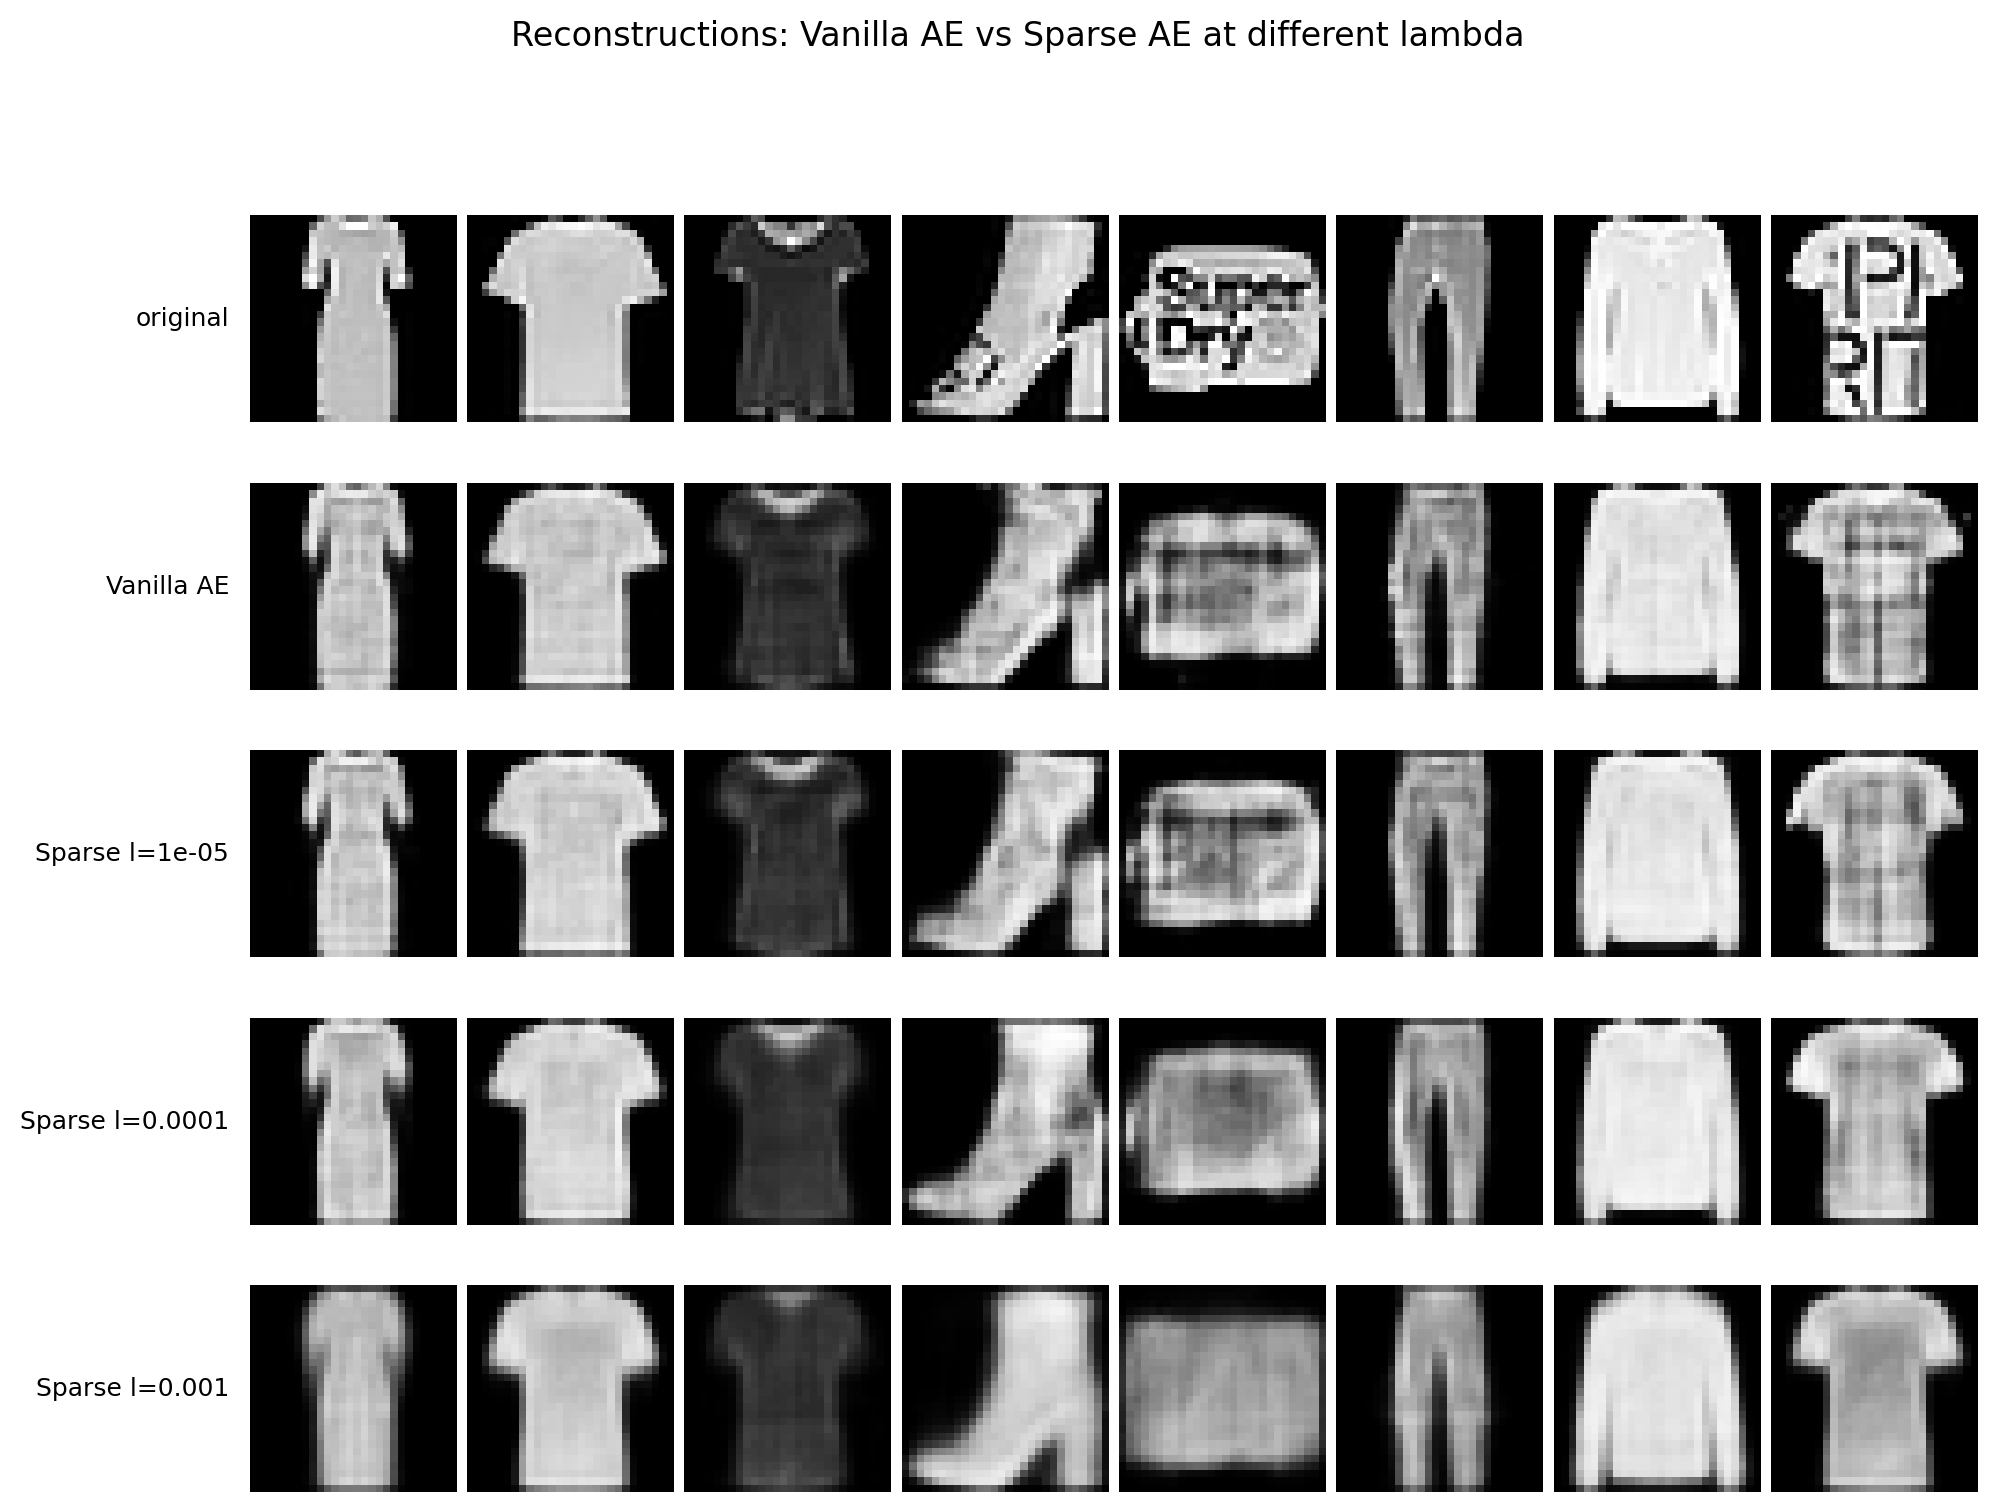 Reconstructions: Vanilla AE vs Sparse AE at different lambda
original
Super
Dry
Vanilla AE
Sparse l=1e-05
Sparse l=0.0001
Sparse l=0.001